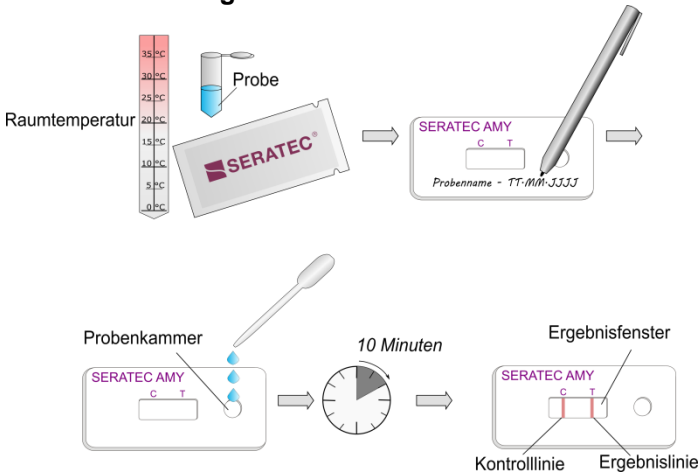 35 °C
30 °C
25 °C
20 °C
15 °C
10 °C
5 °C
0 °C
Raumtemperatur
Probe
SERATEC®
SERATEC AMY
C T
Probenname - TT.MM.JJJJ
Probenkammer
SERATEC AMY
C T
10 Minuten
Ergebnisfenster
SERATEC AMY
C T
Kontrolllinie
Ergebnislinie